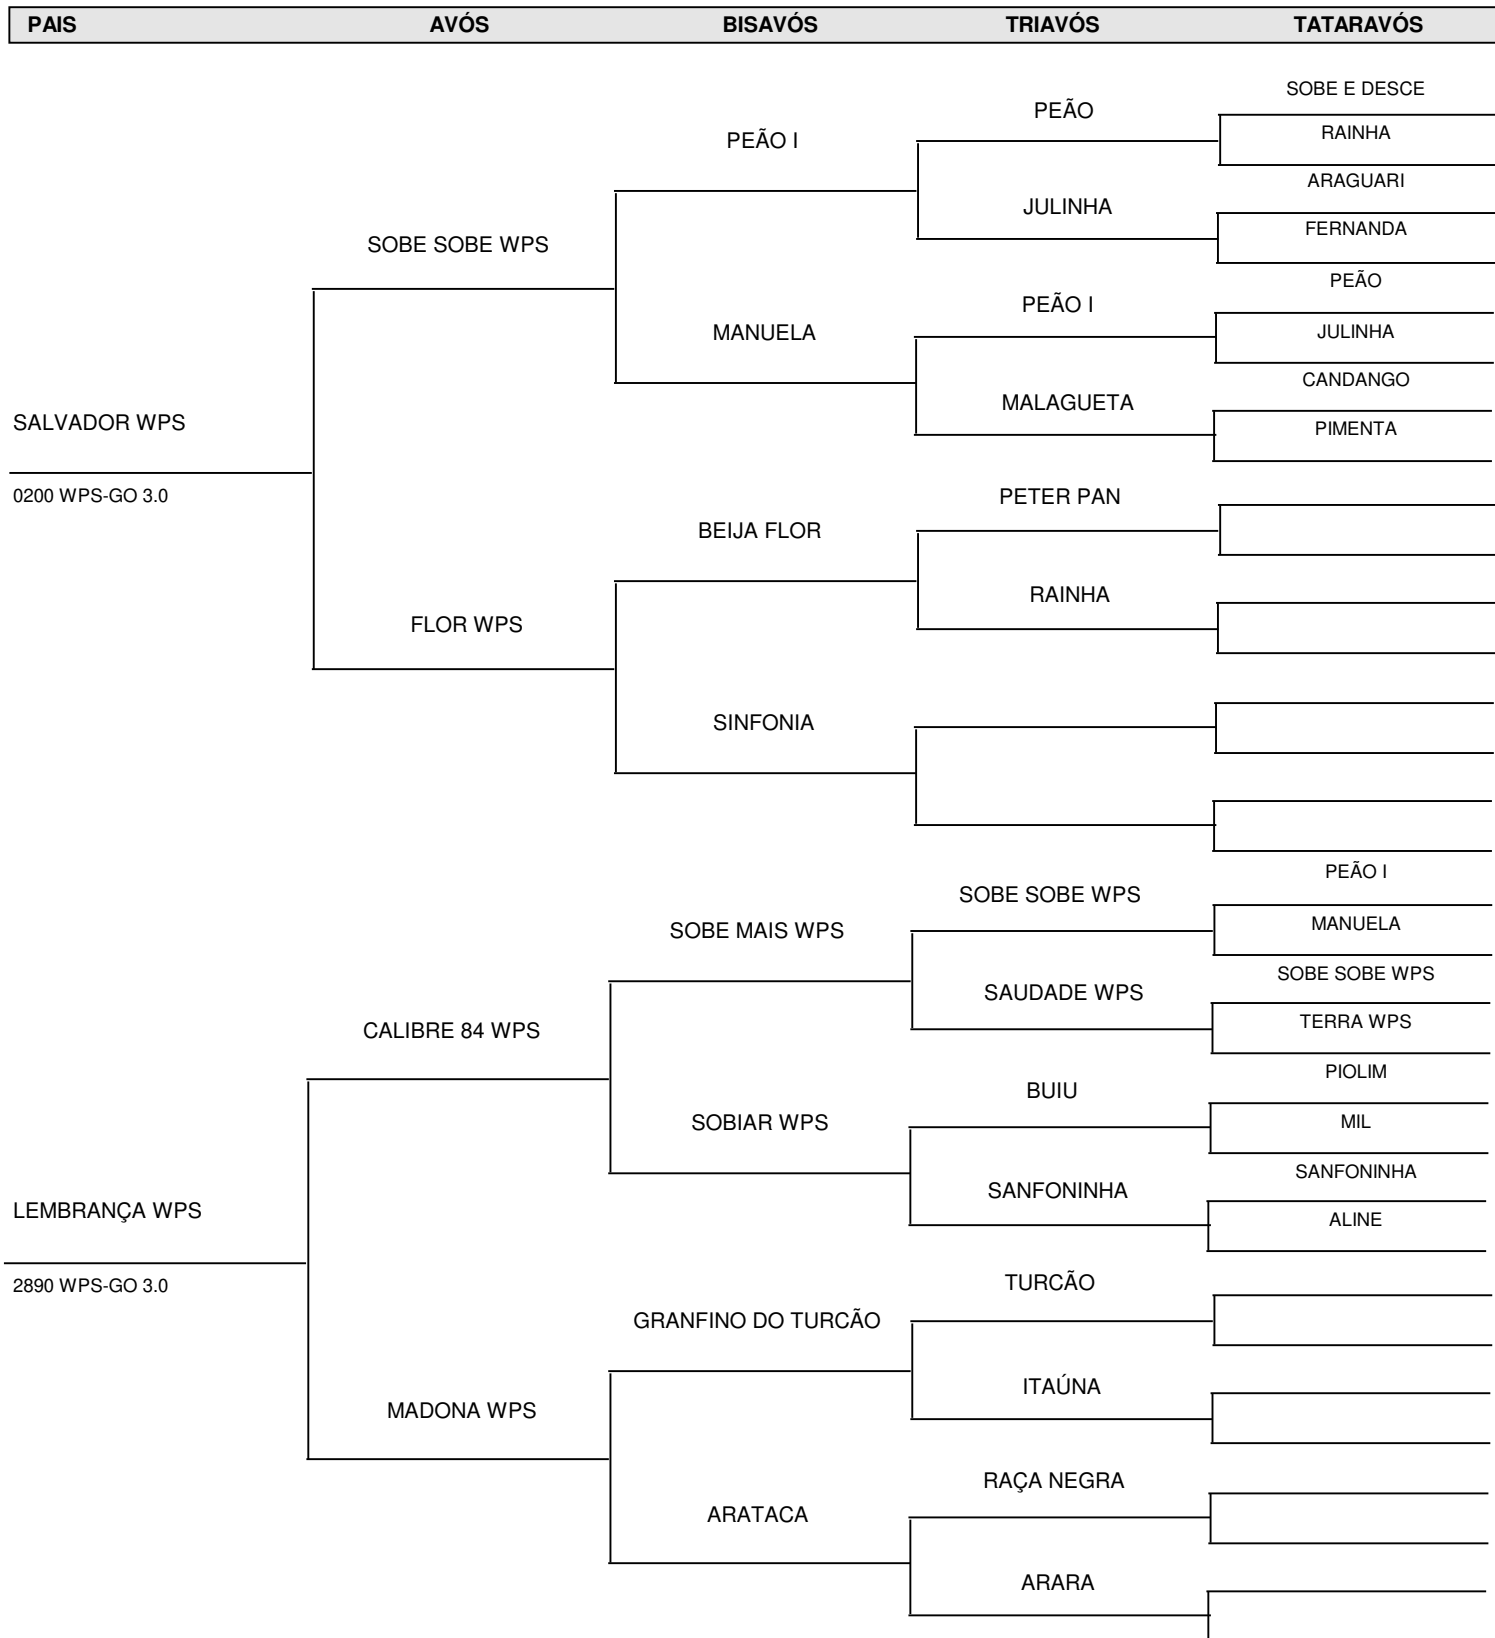 PAIS AVÓS BISAVÓS TRIAVÓS TATARAVÓS
SOBE E DESCE
PEÃO
RAINHA
PEÃO I
ARAGUARI
JULINHA
FERNANDA
SOBE SOBE WPS
PEÃO
PEÃO I
JULINHA
MANUELA
CANDANGO
MALAGUETA
SALVADOR WPS
PIMENTA
0200 WPS-GO 3.0
PETER PAN
BEIJA FLOR
RAINHA
FLOR WPS
SINFONIA
PEÃO I
SOBE SOBE WPS
MANUELA
SOBE MAIS WPS
SOBE SOBE WPS
SAUDADE WPS
TERRA WPS
CALIBRE 84 WPS
PIOLIM
BUIU
MIL
SOBIAR WPS
SANFONINHA
SANFONINHA
LEMBRANÇA WPS
ALINE
2890 WPS-GO 3.0
TURCÃO
GRANFINO DO TURCÃO
ITAÚNA
MADONA WPS
RAÇA NEGRA
ARATACA
ARARA